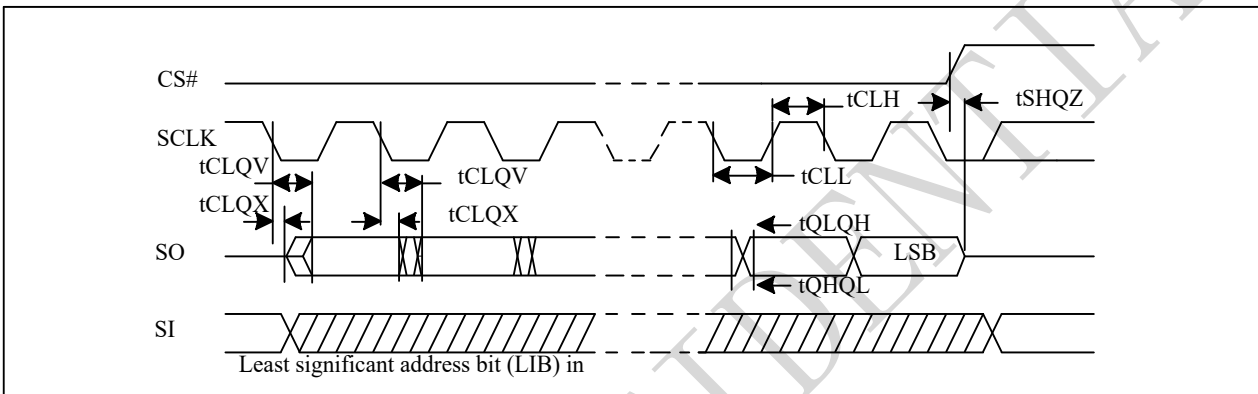 CS#
tCLH
tSHQZ
SCLK
tCLQV
tCLQV
tCLL
tCLQX
tCLQX
tQLQH
SO
LSB
tQHQL
SI
Least significant address bit (LIB) in
IDENTIA